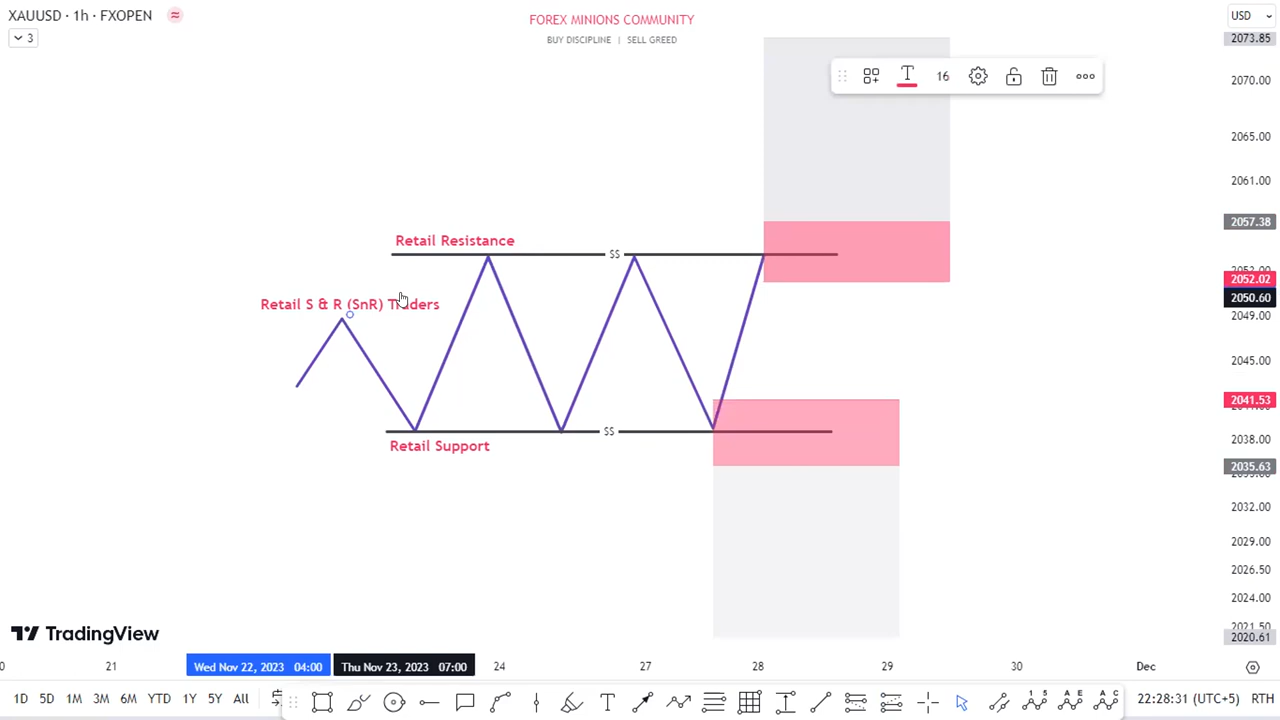 XAUUSD · 1h · FXOPEN
3
FOREX MINIONS COMMUNITY
BUY DISCIPLINE | SELL GREED
16
USD
2073.85
2070.00
2065.00
2061.00
2057.38
2052.02
2050.60
2049.00
2045.00
2041.53
2038.00
2035.63
2032.00
2029.00
2026.50
2024.00
2021.50
2020.61
Retail Resistance
$$
Retail S & R (SnR) Traders
$$
Retail Support
TradingView
21
Wed Nov 22, 2023 04:00
Thu Nov 23, 2023 07:00
24
27
28
29
30
Dec
1D 5D 1M 3M 6M YTD 1Y 5Y All
T
22:28:31 (UTC+5) RTH